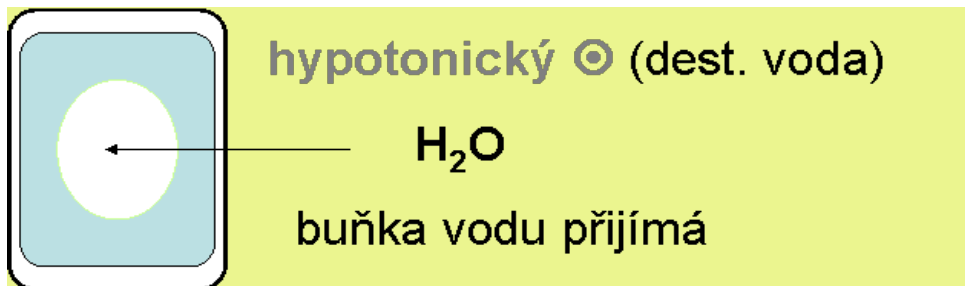 hypotonický ⊙ (dest. voda)
H₂O
buňka vodu přijímá